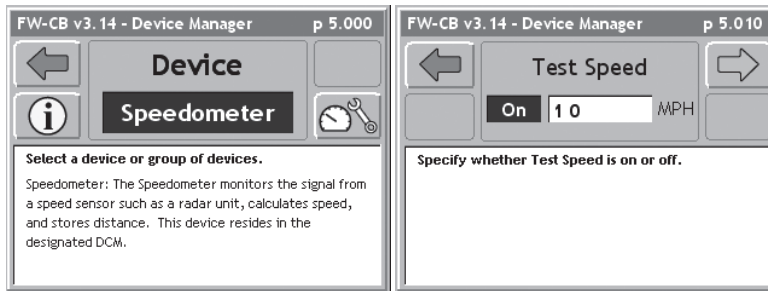 FW-CB v3.14 - Device Manager p 5.000
Device
Speedometer
Select a device or group of devices.
Speedometer: The Speedometer monitors the signal from
a speed sensor such as a radar unit, calculates speed,
and stores distance. This device resides in the
designated DCM.
FW-CB v3.14 - Device Manager p 5.010
Test Speed
On 10 MPH
Specify whether Test Speed is on or off.